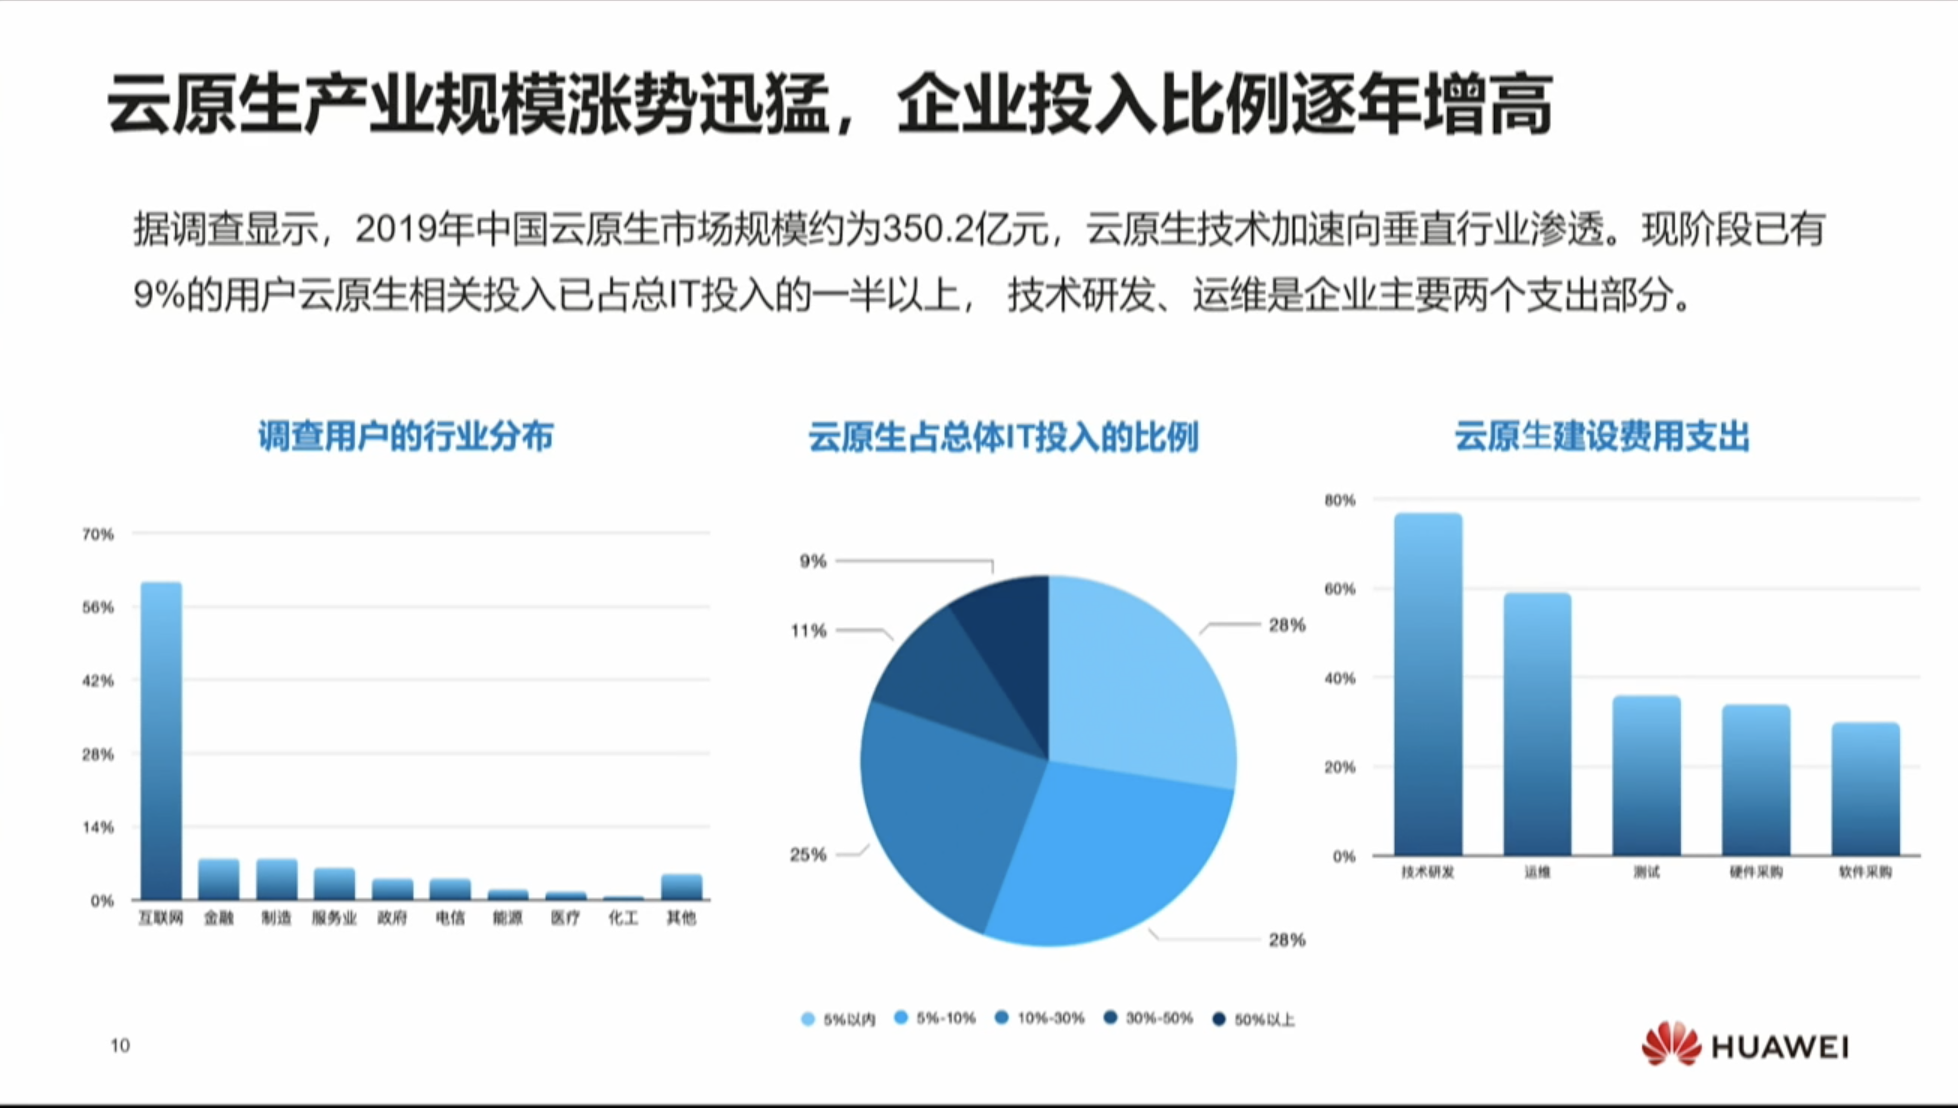 云原生产业规模涨势迅猛，企业投入比例逐年增高
据调查显示，2019年中国云原生市场规模约为350.2亿元，云原生技术加速向垂直行业渗透。现阶段已有
9%的用户云原生相关投入已占总IT投入的一半以上， 技术研发、运维是企业主要两个支出部分。
调查用户的行业分布
70%
56%
42%
28%
14%
0%
互联网 金融 制造 服务业 政府 电信 能源 医疗 化工 其他
云原生占总体IT投入的比例
9%
28%
11%
25%
28%
5%以内 5%-10% 10%-30% 30%-50% 50%以上
云原生建设费用支出
80%
60%
40%
20%
0%
技术研发 运维 测试 硬件采购 软件采购
10
HUAWEI